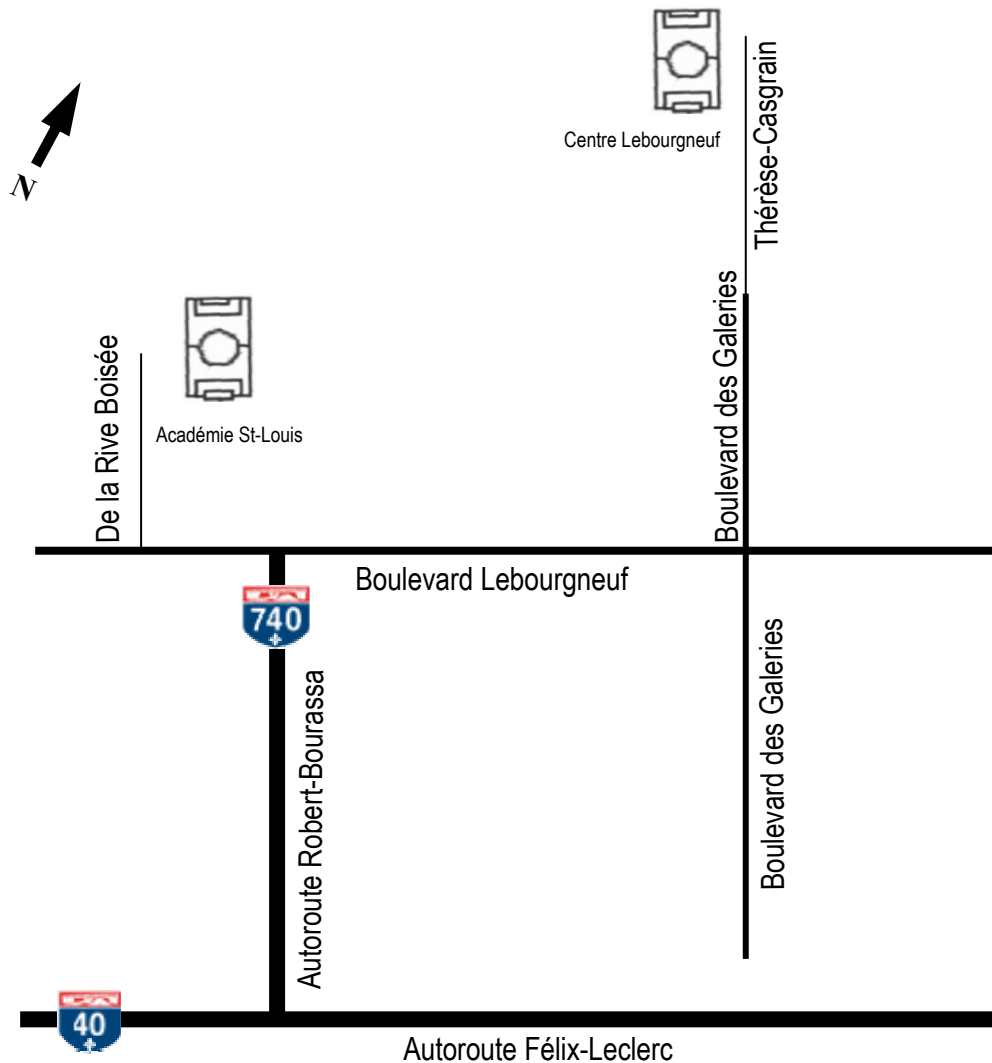 Thérèse-Casgrain
Centre Lebourgneuf
N
Boulevard des Galeries
De la Rive Boisée
Académie St-Louis
Boulevard Lebourgneuf
740
Autoroute Robert-Bourassa
Boulevard des Galeries
40
Autoroute Félix-Leclerc